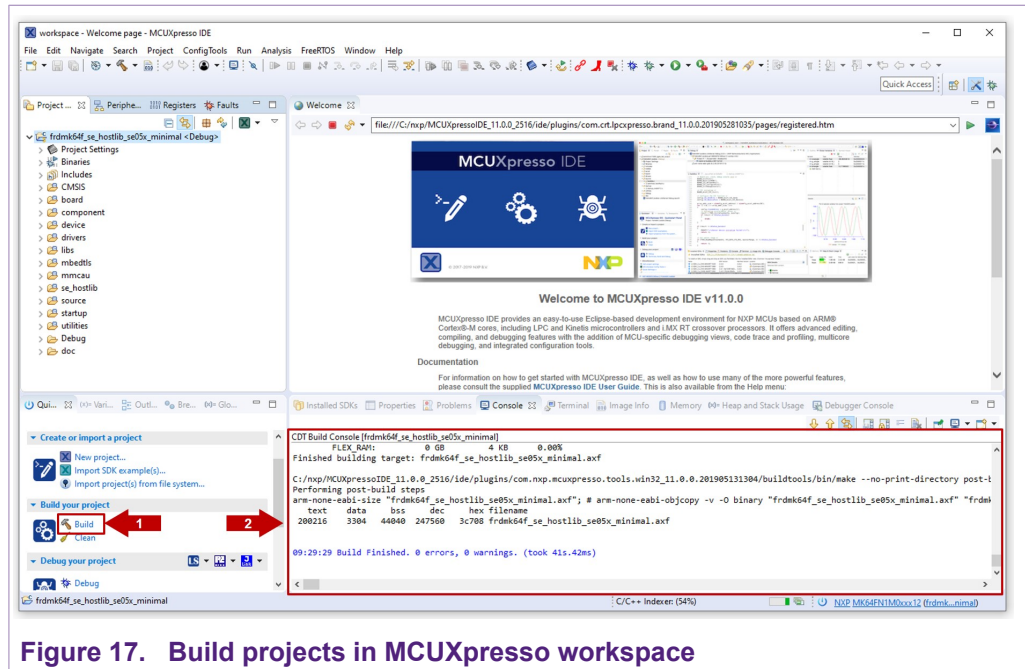 workspace - Welcome page - MCUXpresso IDE
File Edit Navigate Search Project ConfigTools Run Analysis FreeRTOS Window Help
Quick Access
Project ... Periphe... Registers Faults
Welcome
file:///C:/nxp/MCUXpressoIDE_11.0.0_2516/ide/plugins/com.crt.lpcxpresso.brand_11.0.0.201905281035/pages/registered.htm
frdmk64f_se_hostlib_se05x_minimal <Debug>
Project Settings
Binaries
Includes
CMSIS
board
component
device
drivers
libs
mbedtls
mmcau
se_hostlib
source
startup
utilities
Debug
doc
MCUXpresso IDE
NXP
Welcome to MCUXpresso IDE v11.0.0
MCUXpresso IDE provides an easy-to-use Eclipse-based development environment for NXP MCUs based on ARM®
Cortex®-M cores, including LPC and Kinetis microcontrollers and i.MX RT crossover processors. It offers advanced editing,
compiling, and debugging features with the addition of MCU-specific debugging views, code trace and profiling, multicore
debugging, and integrated configuration tools.
Documentation
For information on how to get started with MCUXpresso IDE, as well as how to use many of the more powerful features,
please consult the supplied MCUXpresso IDE User Guide. This is also available from the Help menu:
Qui... (x)= Vari... Outl... Bre... Glo...
Installed SDKs Properties Problems Console Terminal Image Info Memory Heap and Stack Usage Debugger Console
Create or import a project
New project...
Import SDK example(s)...
Import project(s) from file system...
Build your project
Build
1
Clean
Debug your project
LS
Debug
2
CDT Build Console [frdmk64f_se_hostlib_se05x_minimal]
FLEX_RAM: 0 GB 4 KB 0.00%
Finished building target: frdmk64f_se_hostlib_se05x_minimal.axf
C:/nxp/MCUXpressoIDE_11.0.0_2516/ide/plugins/com.nxp.mcuxpresso.tools.win32_11.0.0.201905131304/buildtools/bin/make --no-print-directory post-b
Performing post-build steps
arm-none-eabi-size "frdmk64f_se_hostlib_se05x_minimal.axf"; # arm-none-eabi-objcopy -v -O binary "frdmk64f_se_hostlib_se05x_minimal.axf" "frdmk
text data bss dec hex filename
200216 3304 44040 247560 3c708 frdmk64f_se_hostlib_se05x_minimal.axf
09:29:29 Build Finished. 0 errors, 0 warnings. (took 41s.42ms)
frdmk64f_se_hostlib_se05x_minimal
C/C++ Indexer: (54%)
NXP MK64FN1M0xxx12 (frdmk...nimal)
Figure 17. Build projects in MCUXpresso workspace